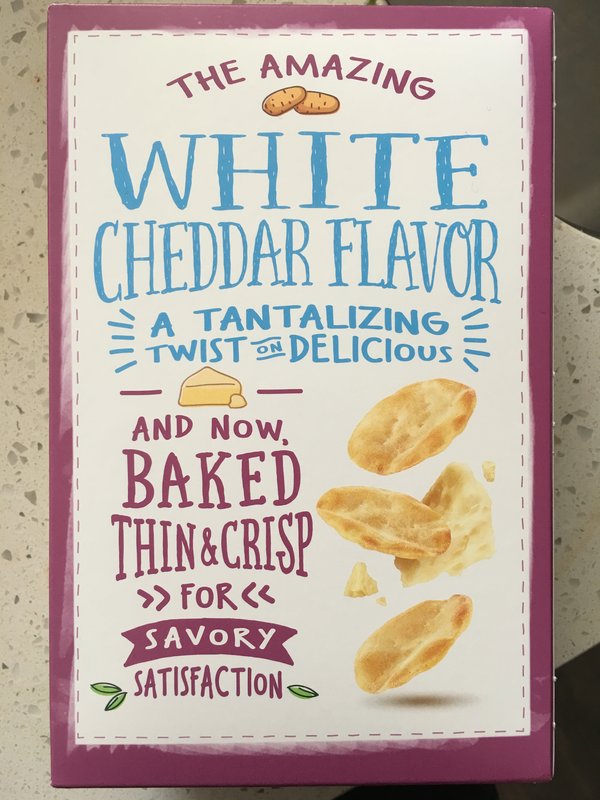 THE AMAZING
WHITE
CHEDDAR FLAVOR
A TANTALIZING
TWIST ON DELICIOUS
AND NOW,
BAKED
THIN & CRISP
FOR
SAVORY
SATISFACTION